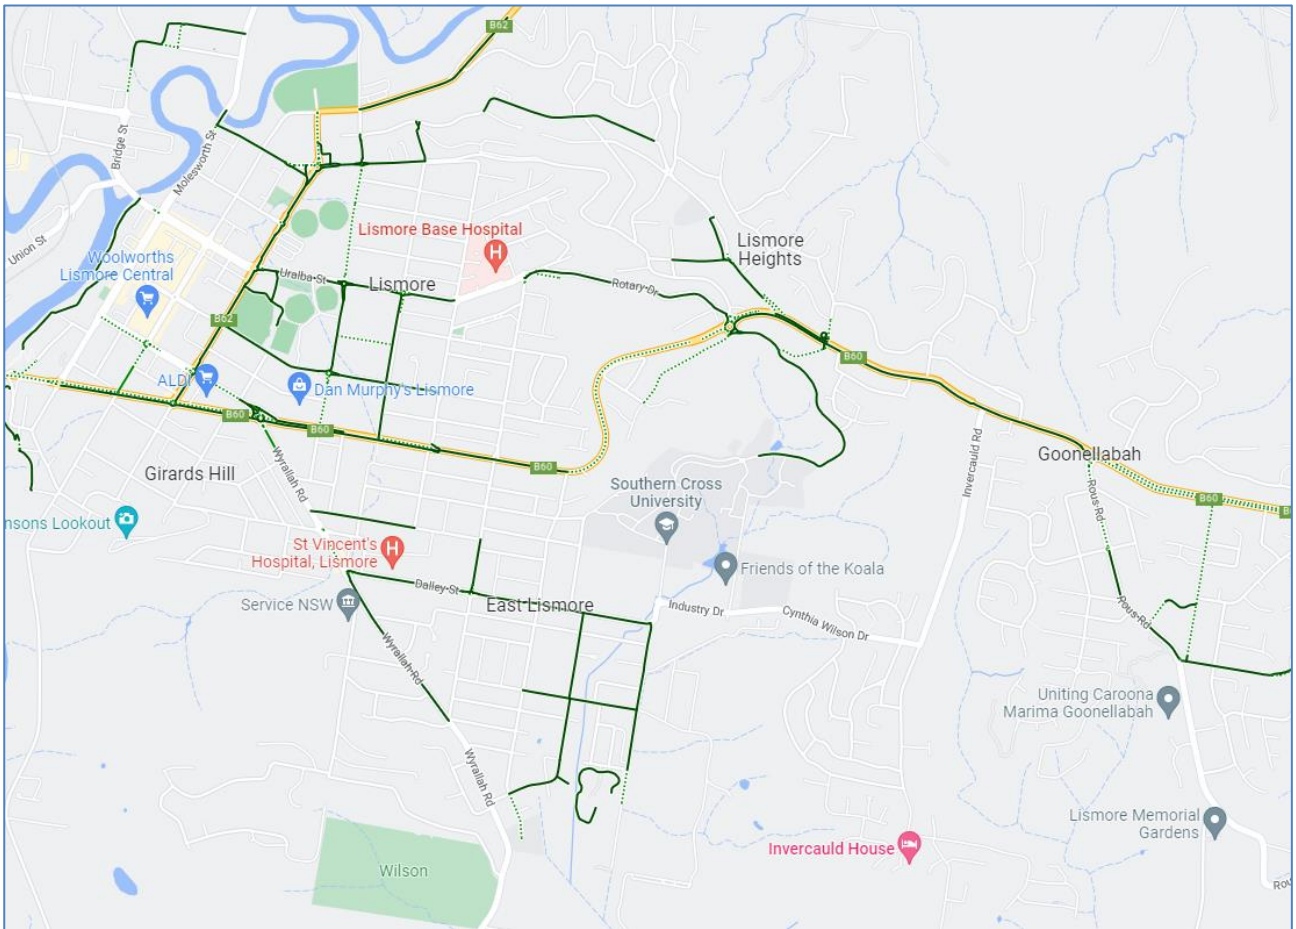 B62
Bridge St
Molesworth St
Union St
Lismore Base Hospital
Lismore
Heights
Woolworths
Lismore Central
Uralba St
Lismore
Rotary Dr
B62
B60
ALDI
Dan Murphy's Lismore
B60
B60
B60
Goonellabah
Girards Hill
Wyrallah Rd
Invercauld Rd
Southern Cross
University
Rous Rd
B60
B
nsons Lookout
St Vincent's
Hospital, Lismore
Friends of the Koala
Dalley St
Service NSW
East Lismore
Industry Dr
Cynthia Wilson Dr
Rous Rd
Wyrallah Rd
Uniting Caroona
Marima Goonellabah
Wyrallah Rd
Lismore Memorial
Gardens
Invercauld House
Wilson
Rou